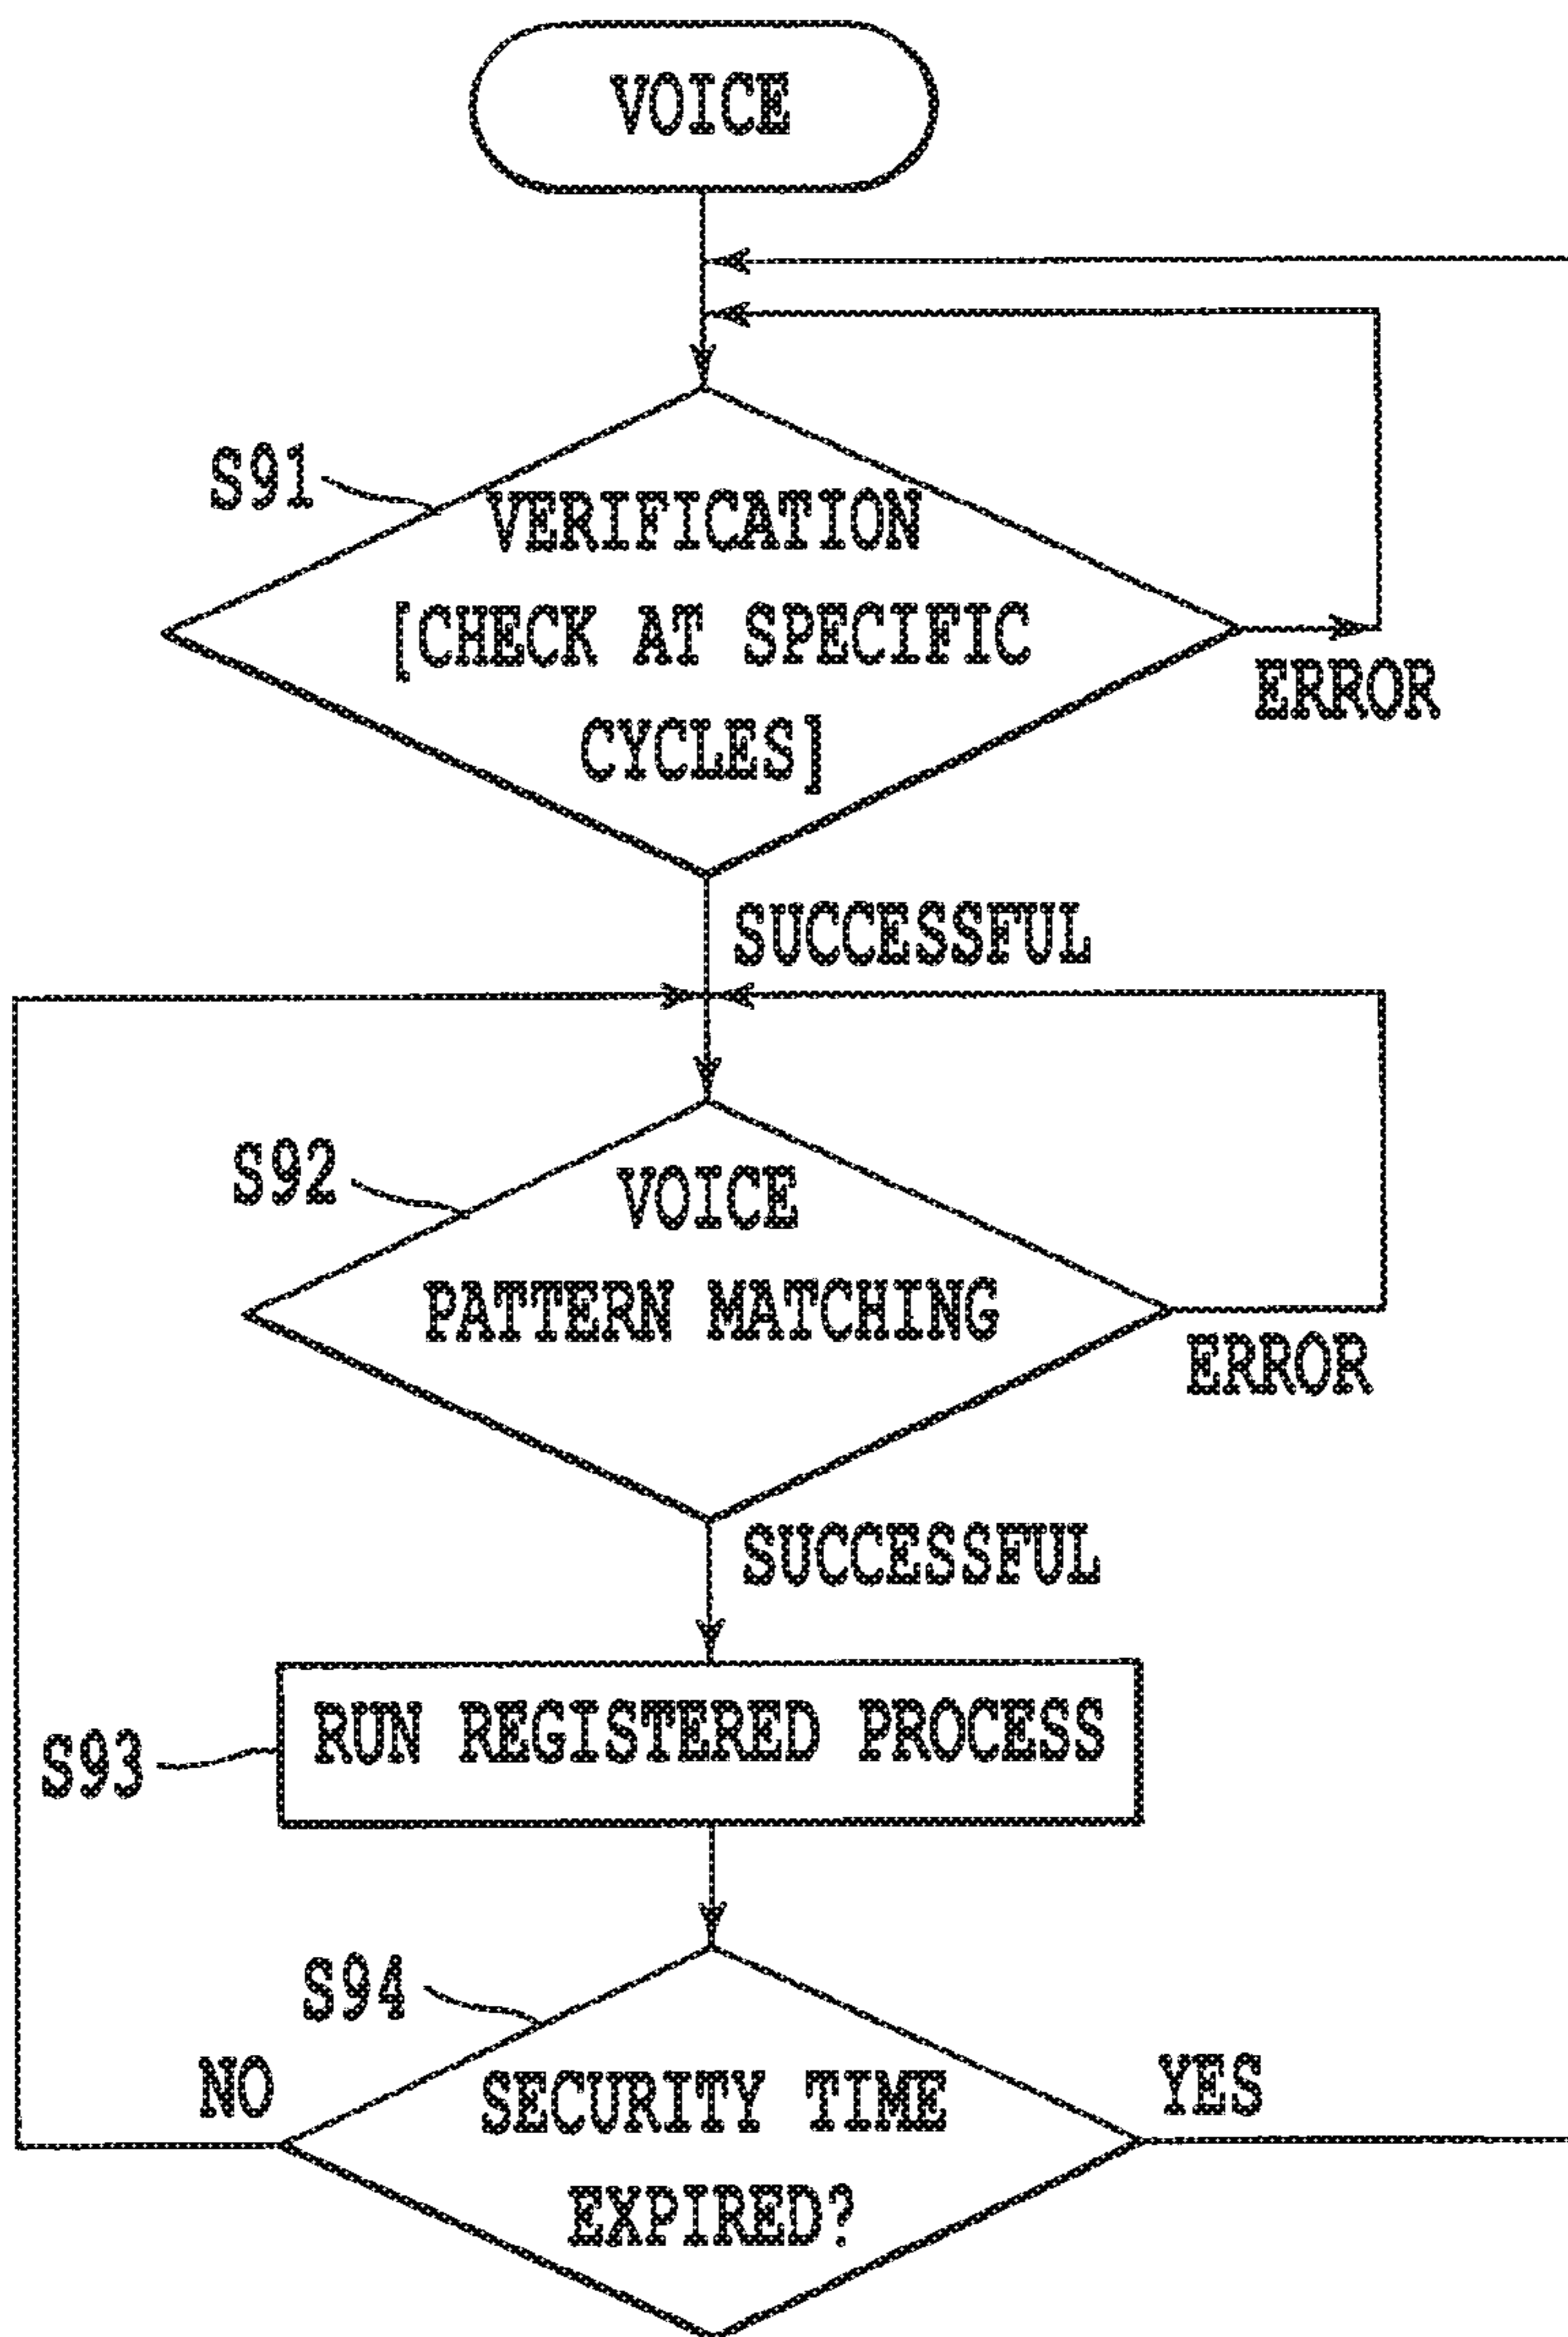 VOICE
S91
VERIFICATION
[CHECK AT SPECIFIC
CYCLES]
ERROR
SUCCESSFUL
S92
VOICE
PATTERN MATCHING
ERROR
SUCCESSFUL
S93
RUN REGISTERED PROCESS
S94
NO
SECURITY TIME
EXPIRED?
YES